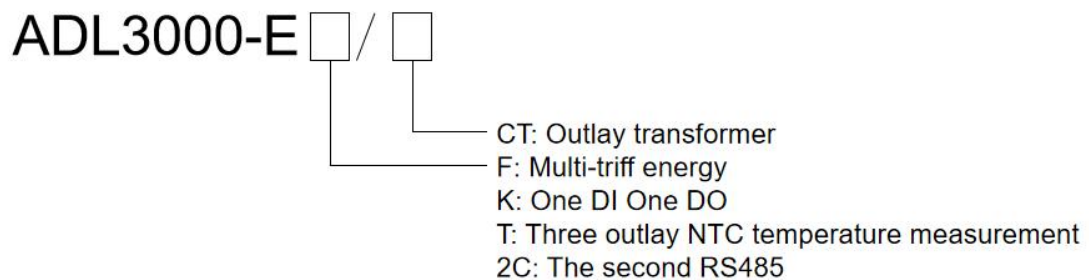 ADL3000-E□/□
CT: Outlay transformer
F: Multi-triff energy
K: One DI One DO
T: Three outlay NTC temperature measurement
2C: The second RS485